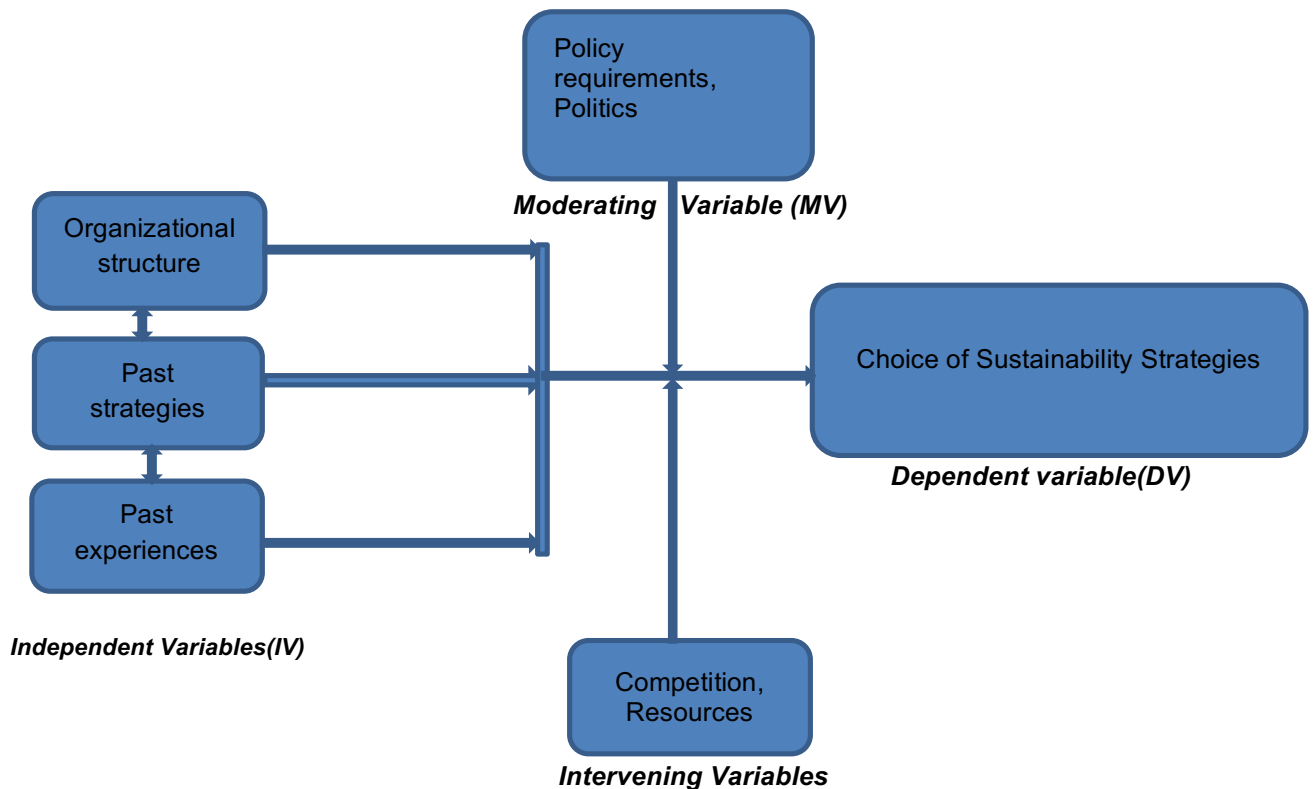 Policy
requirements,
Politics
Moderating Variable (MV)
Organizational
structure
Past
strategies
Choice of Sustainability Strategies
Dependent variable(DV)
Past
experiences
Independent Variables(IV)
Competition,
Resources
Intervening Variables